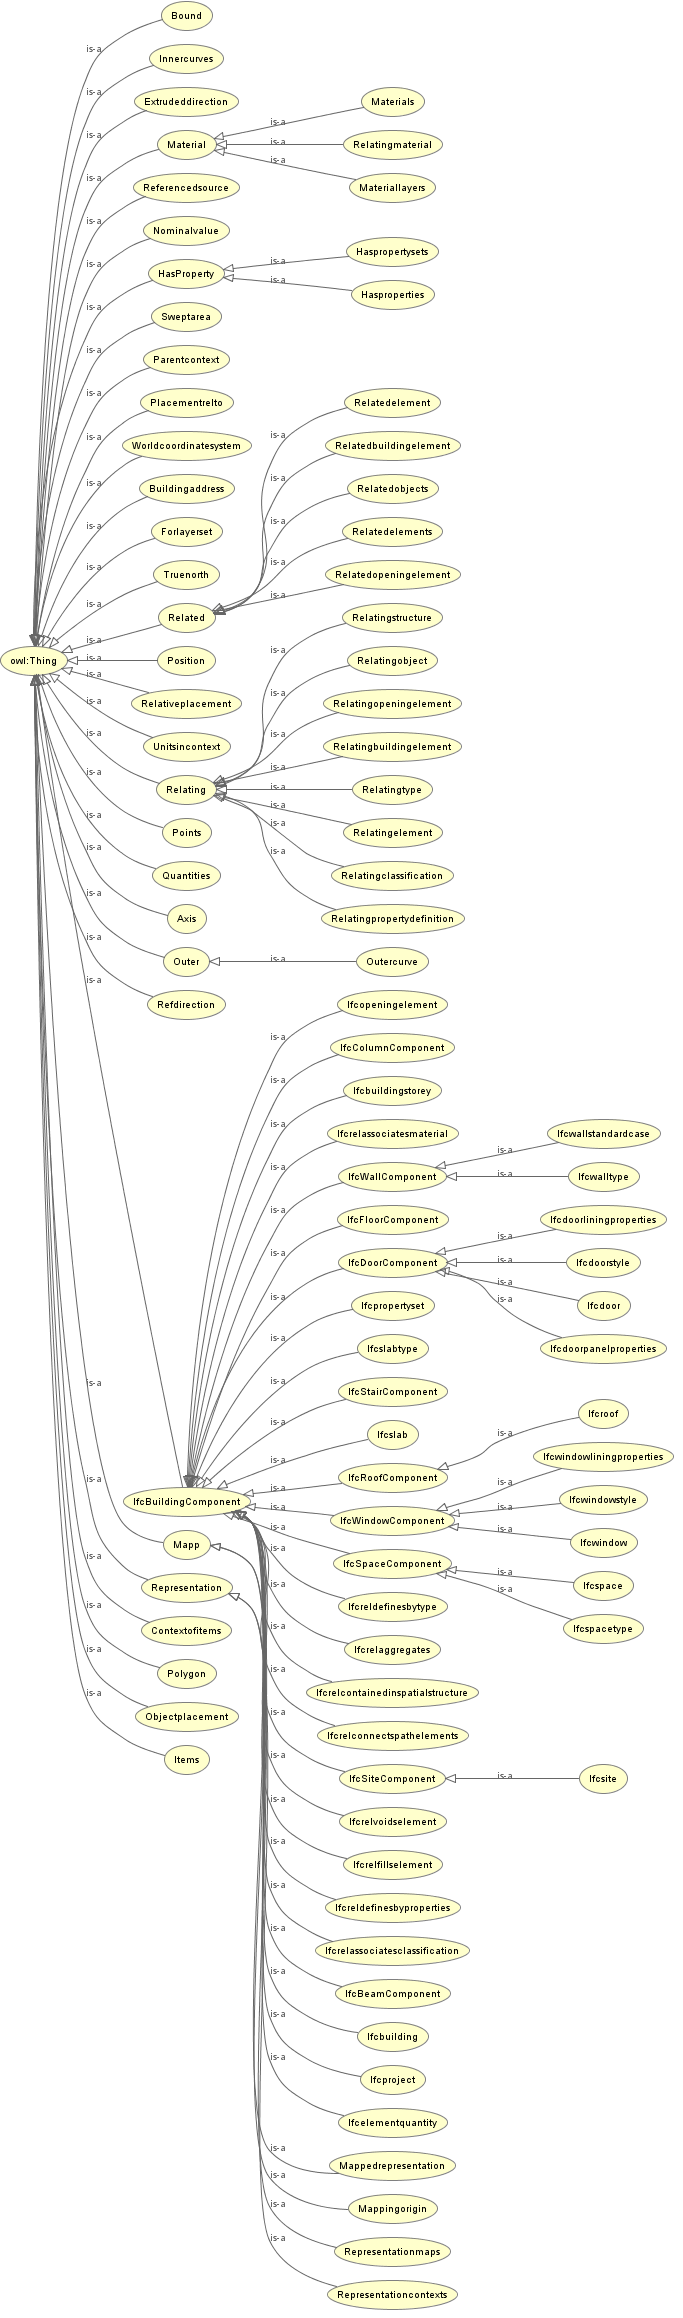 Bound
is-a
Innercurves
is-a
Extrudeddirection
Materials
is-a
is-a
Material
is-a
Relatingmaterial
is-a
is-a
Referencedsource
Materiallayers
is-a
Nominalvalue
is-a
Haspropertysets
is-a
HasProperty
is-a
is-a
Hasproperties
Sweptarea
is-a
Parentcontext
is-a
Placementrelto
Relatedelement
is-a
is-a
Worldcoordinatesystem
Relatedbuildingelement
is-a
is-a
Buildingaddress
Relatedobjects
is-a
is-a
Forlayerset
Relatedelements
is-a
is-a
Truenorth
Relatedopeningelement
is-a
is-a
Related
Relatingstructure
is-a
is-a
owl:Thing
is-a
Position
Relatingobject
is-a
is-a
Relativeplacement
Relatingopeningelement
is-a
is-a
Unitsincontext
Relatingbuildingelement
is-a
is-a
Relating
is-a
Relatingtype
is-a
is-a
Points
Relatingelement
is-a
is-a
Quantities
Relatingclassification
is-a
is-a
Axis
Relatingpropertydefinition
is-a
Outer
is-a
Outercurve
is-a
Refdirection
Ifcopeningelement
is-a
is-a
IfcColumnComponent
is-a
Ifcbuildingstorey
is-a
Ifcrelassociatesmaterial
Ifcwallstandardcase
is-a
is-a
IfcWallComponent
is-a
Ifcwalltype
is-a
IfcFloorComponent
Ifcdoorliningproperties
is-a
is-a
IfcDoorComponent
is-a
Ifcdoorstyle
is-a
is-a
Ifcpropertyset
Ifcdoor
is-a
is-a
Ifcslabtype
Ifcdoorpanelproperties
is-a
is-a
IfcStairComponent
is-a
Ifcroof
Ifcslab
is-a
is-a
IfcRoofComponent
Ifcwindowliningproperties
is-a
is-a
IfcBuildingComponent
Ifcwindowstyle
is-a
is-a
IfcWindowComponent
Ifcwindow
is-a
is-a
Mapp
IfcSpaceComponent
is-a
Ifcspace
is-a
is-a
Representation
Ifcreldefinesbytype
is-a
Ifcspacetype
is-a
Contextofitems
Ifcrelaggregates
is-a
is-a
Polygon
Ifcrelcontainedinspatialstructure
is-a
is-a
Objectplacement
Ifcrelconnectspathelements
is-a
is-a
Items
IfcSiteComponent
is-a
Ifcsite
is-a
Ifcrelvoidselement
is-a
Ifcrelfillselement
is-a
Ifcreldefinesbyproperties
is-a
Ifcrelassociatesclassification
is-a
IfcBeamComponent
is-a
Ifcbuilding
is-a
Ifcproject
is-a
Ifcelementquantity
is-a
Mappedrepresentation
is-a
Mappingorigin
is-a
Representationmaps
is-a
Representationcontexts